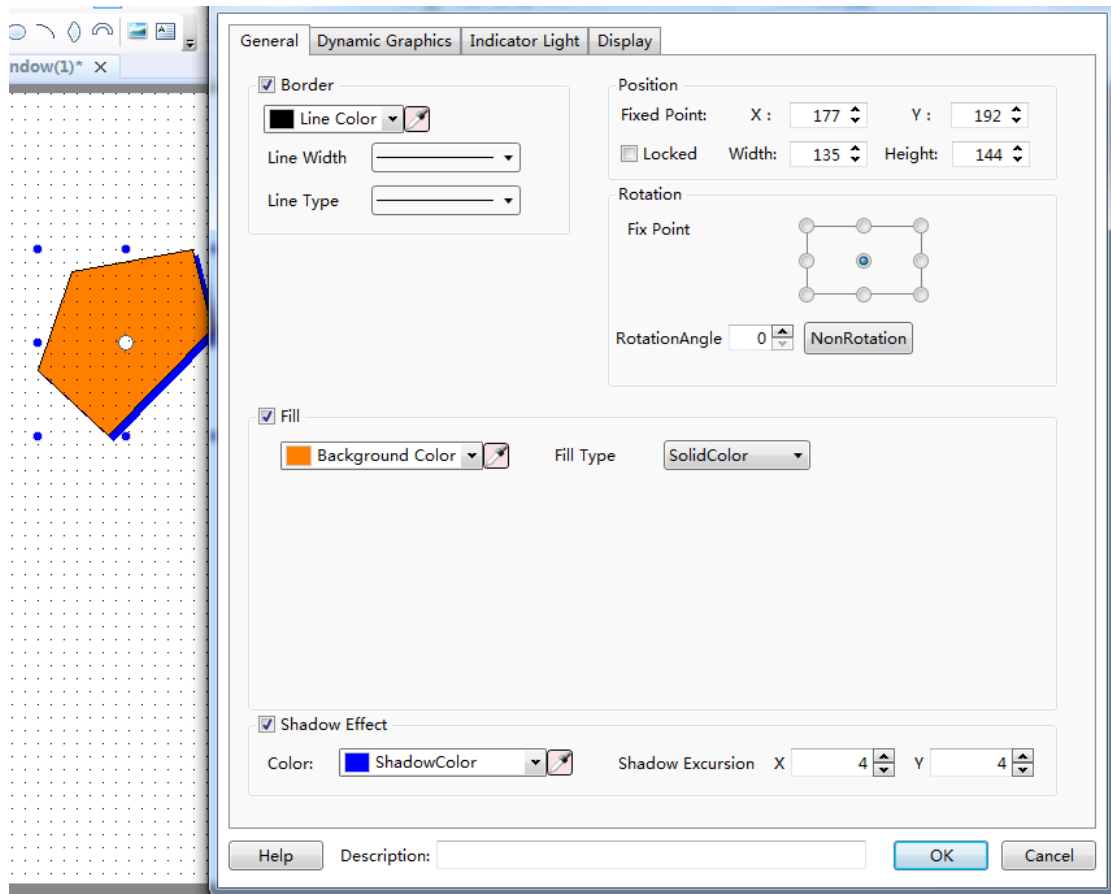 ndow(1)* X
General Dynamic Graphics Indicator Light Display
Border
Line Color
Line Width
Line Type
Position
Fixed Point: X : 177 Y : 192
Locked Width: 135 Height: 144
Rotation
Fix Point
RotationAngle 0 NonRotation
Fill
Background Color Fill Type SolidColor
Shadow Effect
Color: ShadowColor Shadow Excursion X 4 Y 4
Help Description: OK Cancel